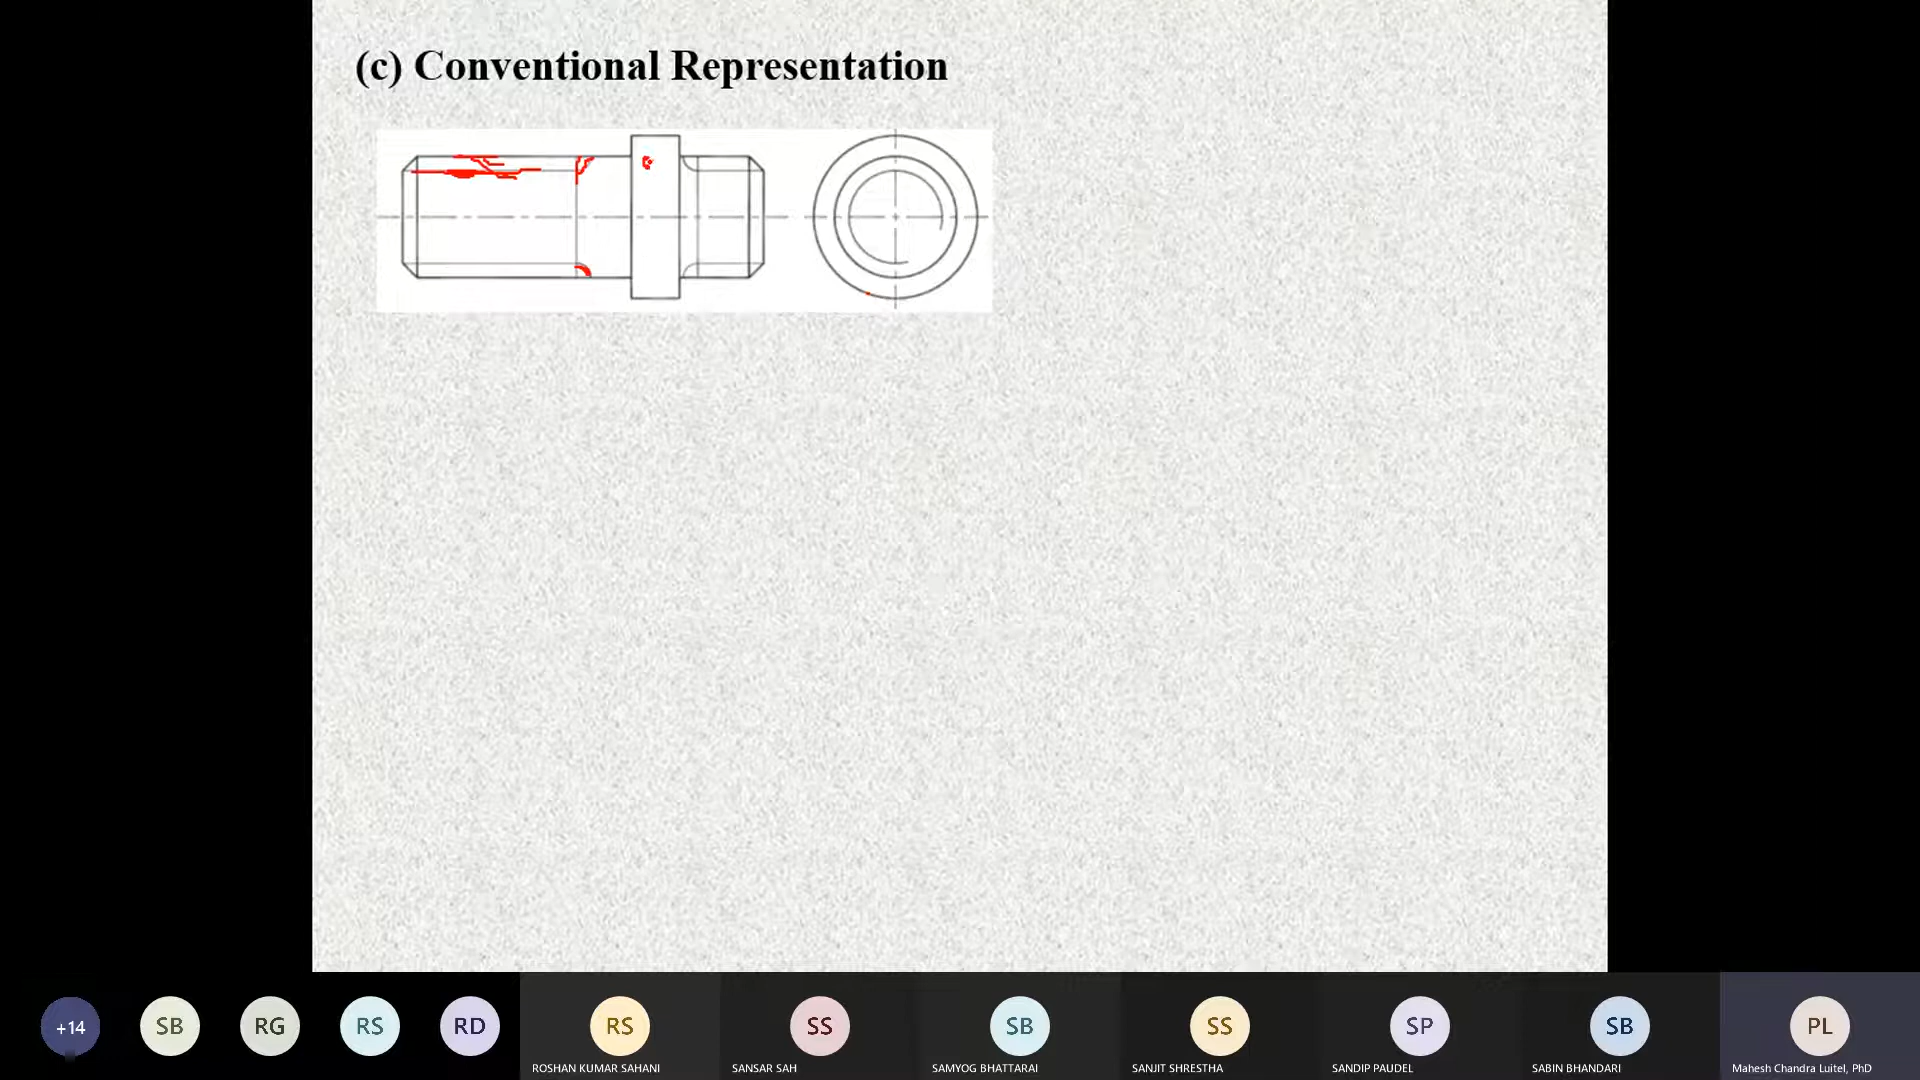 (c) Conventional Representation
+14
SB
RG
RS
RD
RS
SS
SB
SS
SP
SB
PL
ROSHAN KUMAR SAHANI
SANSAR SAH
SAMYOG BHATTARAI
SANJIT SHRESTHA
SANDIP PAUDEL
SABIN BHANDARI
Mahesh Chandra Luitel, PhD